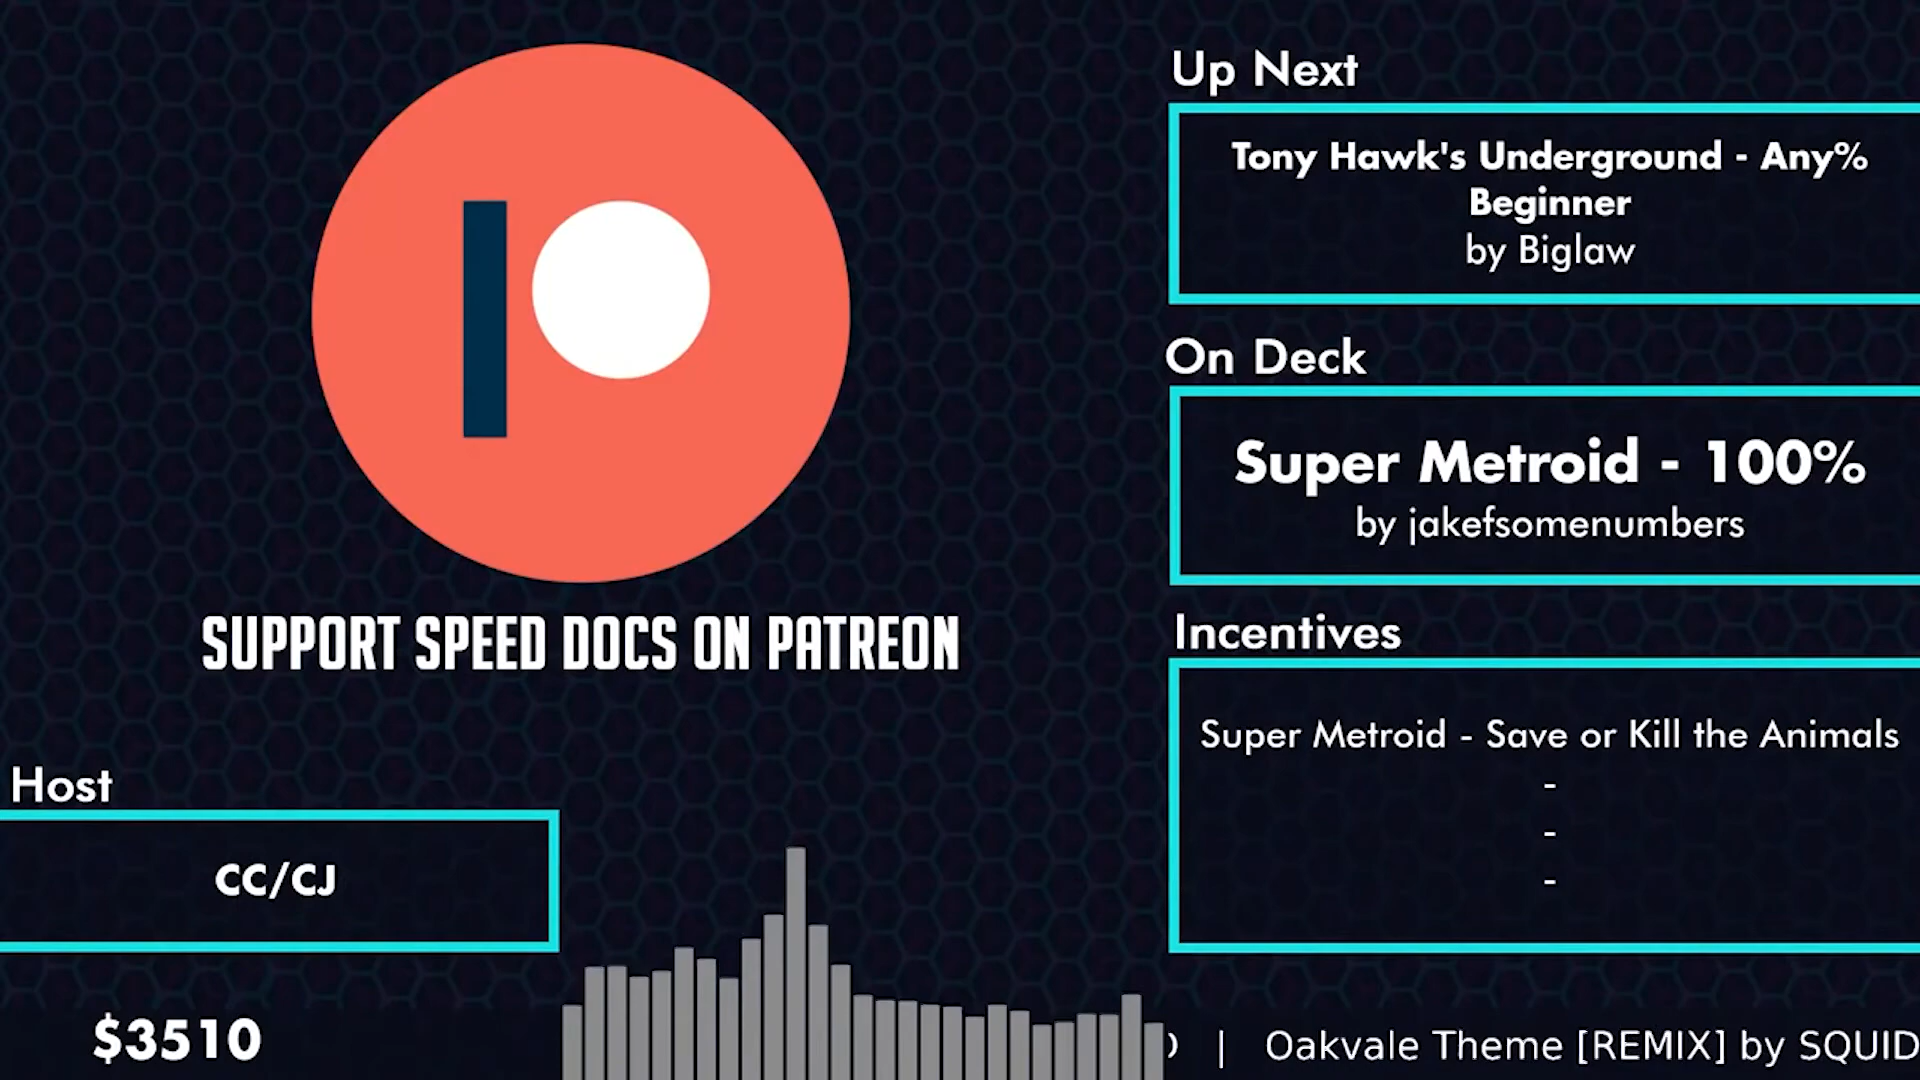 Up Next
Tony Hawk's Underground - Any%
Beginner
by Biglaw
On Deck
Super Metroid - 100%
by jakefsomenumbers
SUPPORT SPEED DOCS ON PATREON
Incentives
Super Metroid - Save or Kill the Animals
-
-
-
Host
CC/CJ
$3510
| Oakvale Theme [REMIX] by SQUID